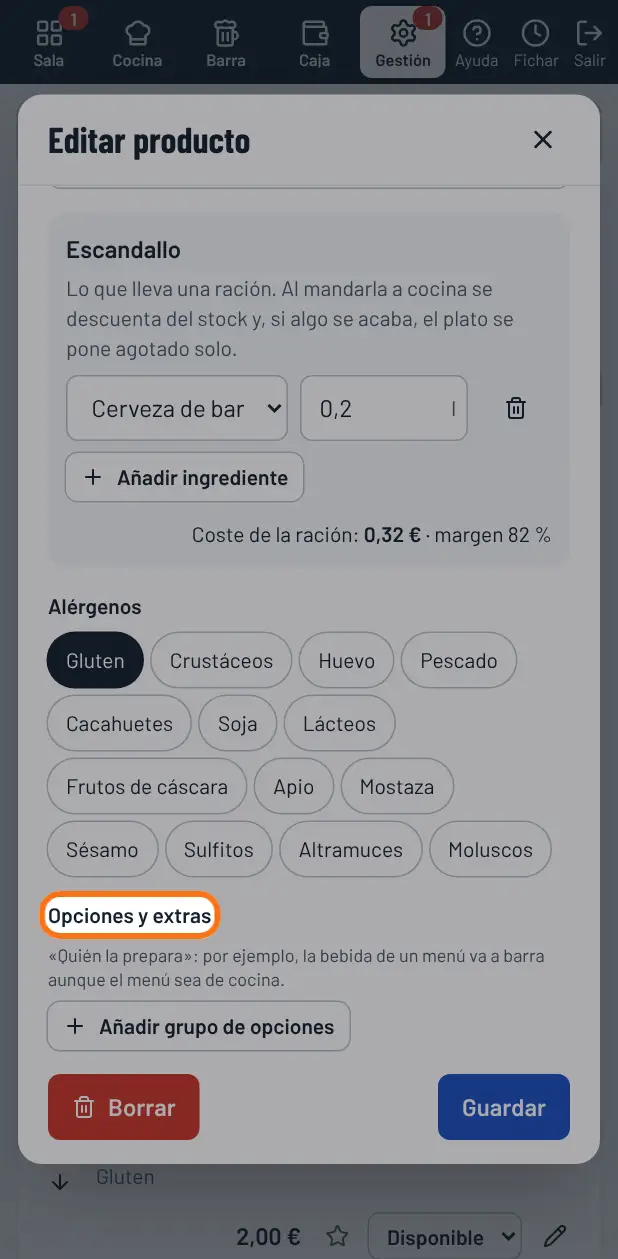 1
1
Sala
Cocina
Barra
Caja
Gestión
Ayuda
Fichar
Salir
Editar producto
Escandallo
Lo que lleva una ración. Al mandarla a cocina se
descuenta del stock y, si algo se acaba, el plato se
pone agotado solo.
Cerveza de bar
0,2
l
+ Añadir ingrediente
Coste de la ración: 0,32 € · margen 82 %
Alérgenos
Gluten
Crustáceos
Huevo
Pescado
Cacahuetes
Soja
Lácteos
Frutos de cáscara
Apio
Mostaza
Sésamo
Sulfitos
Altramuces
Moluscos
Opciones y extras
«Quién la prepara»: por ejemplo, la bebida de un menú va a barra
aunque el menú sea de cocina.
+ Añadir grupo de opciones
Borrar
Guardar
Gluten
2,00 €
Disponible